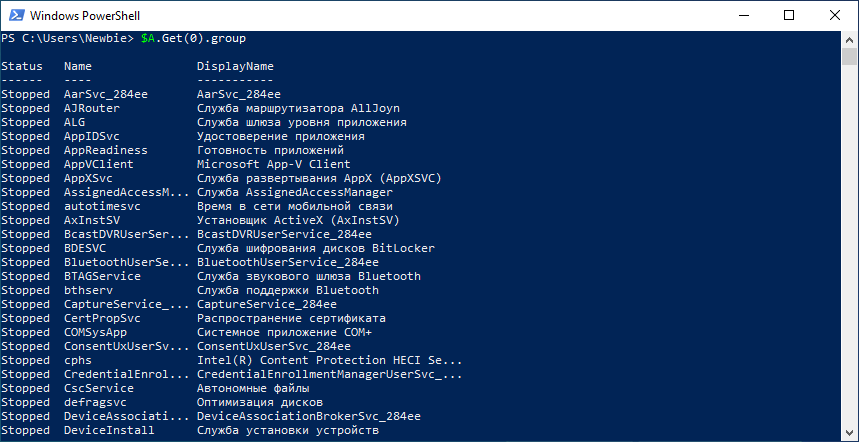 Windows PowerShell
PS C:\Users\Newbie> $A.Get(0).group
Status Name DisplayName
------ ---- -----------
Stopped AarSvc_284ee AarSvc_284ee
Stopped AJRouter Служба маршрутизатора AllJoyn
Stopped ALG Служба шлюза уровня приложения
Stopped AppIDSvc Удостоверение приложения
Stopped AppReadiness Готовность приложений
Stopped AppVClient Microsoft App-V Client
Stopped AppXSvc Служба развертывания AppX (AppXSVC)
Stopped AssignedAccessM... Служба AssignedAccessManager
Stopped autotimesvc Время в сети мобильной связи
Stopped AxInstSV Установщик ActiveX (AxInstSV)
Stopped BcastDVRUserSer... BcastDVRUserService_284ee
Stopped BDESVC Служба шифрования дисков BitLocker
Stopped BluetoothUserSe... BluetoothUserService_284ee
Stopped BTAGService Служба звукового шлюза Bluetooth
Stopped bthserv Служба поддержки Bluetooth
Stopped CaptureService_... CaptureService_284ee
Stopped CertPropSvc Распространение сертификата
Stopped COMSysApp Системное приложение COM+
Stopped ConsentUxUserSv... ConsentUxUserSvc_284ee
Stopped cphs Intel(R) Content Protection HECI Se...
Stopped CredentialEnrol... CredentialEnrollmentManagerUserSvc_...
Stopped CscService Автономные файлы
Stopped defragsvc Оптимизация дисков
Stopped DeviceAssociati... DeviceAssociationBrokerSvc_284ee
Stopped DeviceInstall Служба установки устройств